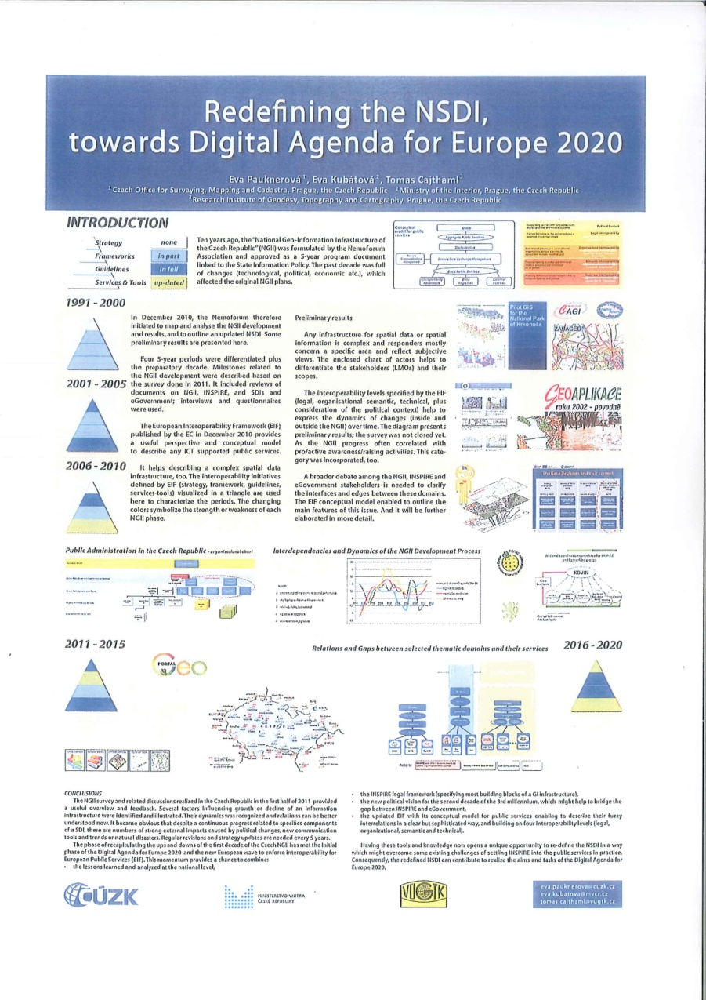 Redefining the NSDI,
towards Digital Agenda for Europe 2020
Eva Pauknerová 1, Eva Kubátová 2, Tomas Cajthaml 3
1 Czech Office for Surveying, Mapping and Cadastre, Prague, the Czech Republic 2 Ministry of the Interior, Prague, the Czech Republic
3 Research Institute of Geodesy, Topography and Cartography, Prague, the Czech Republic
INTRODUCTION
Strategy none
Frameworks in part
Guidelines in full
Services & Tools up-dated
Ten years ago, the "National Geo-Information Infrastructure of
the Czech Republic" (NGII) was formulated by the Nemoforum
Association and approved as a 5-year program document
linked to the State Information Policy. The past decade was full
of changes (technological, political, economic etc.), which
affected the original NGII plans.
Conceptual
model for public
services
Users
Aggregate Public Services
Secure Data Exchange Management
Basic Public Services
Political Context
1991 - 2000
2001 - 2005
2006 - 2010
In December 2010, the Nemoforum therefore
initiated to map and analyse the NGII development
and results, and to outline an updated NSDI. Some
preliminary results are presented here.
Four 5-year periods were differentiated plus
the preparatory decade. Milestones related to
the NGII development were described based on
the survey done in 2011. It included reviews of
documents on NGII, INSPIRE, and SDIs and
eGovernment; interviews and questionnaires
were used.
The European Interoperability Framework (EIF)
published by the EC in December 2010 provides
a useful perspective and conceptual model
to describe any ICT supported public services.
It helps describing a complex spatial data
infrastructure, too. The interoperability initiatives
defined by EIF (strategy, framework, guidelines,
services-tools) visualized in a triangle are used
here to characterize the periods. The changing
colors symbolize the strength or weakness of each
NGII phase.
Preliminary results
Any infrastructure for spatial data or spatial
information is complex and responders mostly
concern a specific area and reflect subjective
views. The enclosed chart of actors helps to
differentiate the stakeholders (LMOs) and their
scopes.
The interoperability levels specified by the EIF
(legal, organisational semantic, technical, plus
consideration of the political context) help to
express the dynamics of changes (inside and
outside the NGII) over time. The diagram presents
preliminary results; the survey was not closed yet.
As the NGII progress often correlated with
pro/active awareness/raising activities. This cate-
gory was incorporated, too.
A broader debate among the NGII, INSPIRE and
eGovernment stakeholders is needed to clarify
the interfaces and edges between these domains.
The EIF conceptual model enabled to outline the
main features of this issue. And it will be further
elaborated in more detail.
Pilot GIS
for the
National Park
of Krkonoše
CAGI
ZABAGED
GEOAPLIKACE
roku 2002 - povodně
The Base Registers and their content
Public Administration in the Czech Republic - organisational chart
Interdependencies and Dynamics of the NGII Development Process
KOVIN
2011 - 2015
PORTAL
Geo
Relations and Gaps between selected thematic domains and their services
2016 - 2020
CONCLUSIONS
The NGII survey and related discussions realized in the Czech Republic in the first half of 2011 provided
a useful overview and feedback. Several factors influencing growth or decline of an information
infrastructure were identified and illustrated. Their dynamics was recognized and relations can be better
understood now. It became obvious that despite a continuous progress related to specific components
of a SDI, there are numbers of strong external impacts caused by political changes, new communication
tools and trends or natural disasters. Regular revisions and strategy updates are needed every 5 years.
The phase of recapitulating the ups and downs of the first decade of the Czech NGII has met the initial
phase of the Digital Agenda for Europe 2020 and the new European wave to enforce interoperability for
European Public Services (EIF). This momentum provides a chance to combine:
• the lessons learned and analyzed at the national level,
• the INSPIRE legal framework (specifying most building blocks of a GI infrastructure),
• the new political vision for the second decade of the 3rd millennium, which might help to bridge the
gap between INSPIRE and eGovernment,
• the updated EIF with its conceptual model for public services enabling to describe their fuzzy
interrelations in a clear but sophisticated way, and building on four interoperability levels (legal,
organizational, semantic and technical).
Having these tools and knowledge now opens a unique opportunity to re-define the NSDI in a way
which might overcome some existing challenges of settling INSPIRE into the public services in practice.
Consequently, the redefined NSDI can contribute to realize the aims and tasks of the Digital Agenda for
Europe 2020.
ČÚZK
MINISTERSTVO VNITRA
ČESKÉ REPUBLIKY
VÚGTK
eva.pauknerova@cuzk.cz
eva.kubatova@mvcr.cz
tomas.cajthaml@vugtk.cz